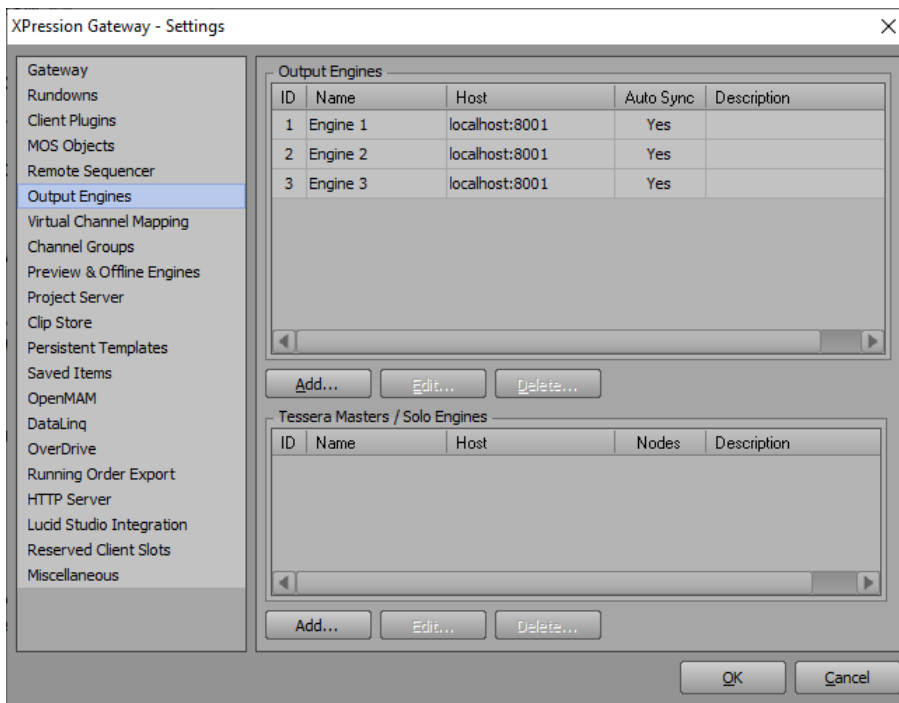 XPression Gateway - Settings
Gateway
Rundowns
Client Plugins
MOS Objects
Remote Sequencer
Output Engines
Virtual Channel Mapping
Channel Groups
Preview & Offline Engines
Project Server
Clip Store
Persistent Templates
Saved Items
OpenMAM
DataLinq
OverDrive
Running Order Export
HTTP Server
Lucid Studio Integration
Reserved Client Slots
Miscellaneous
Output Engines
ID Name Host Auto Sync Description
1 Engine 1 localhost:8001 Yes
2 Engine 2 localhost:8001 Yes
3 Engine 3 localhost:8001 Yes
Add... Edit... Delete...
Tessera Masters / Solo Engines
ID Name Host Nodes Description
Add... Edit... Delete...
OK Cancel